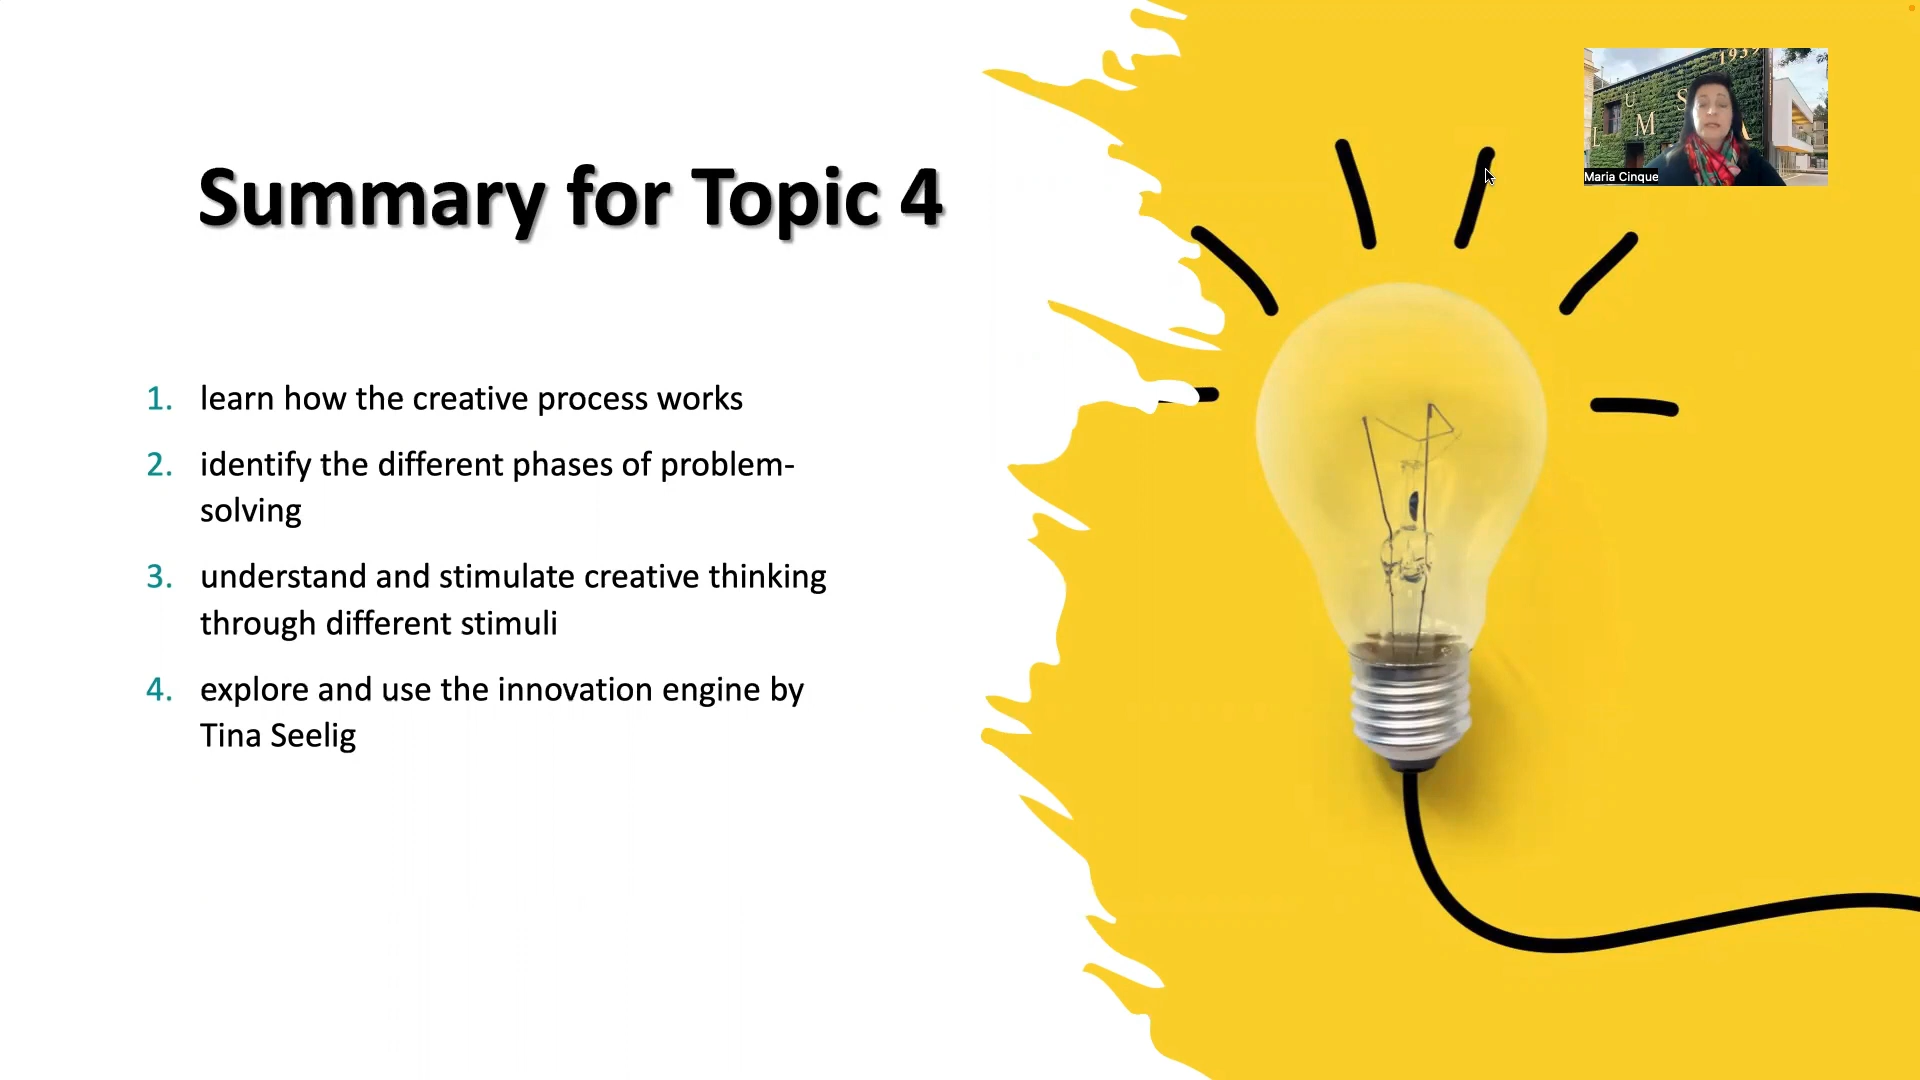 Summary for Topic 4
1. learn how the creative process works
2. identify the different phases of problem-
solving
3. understand and stimulate creative thinking
through different stimuli
4. explore and use the innovation engine by
Tina Seelig
1939
L U M S A
Maria Cinque